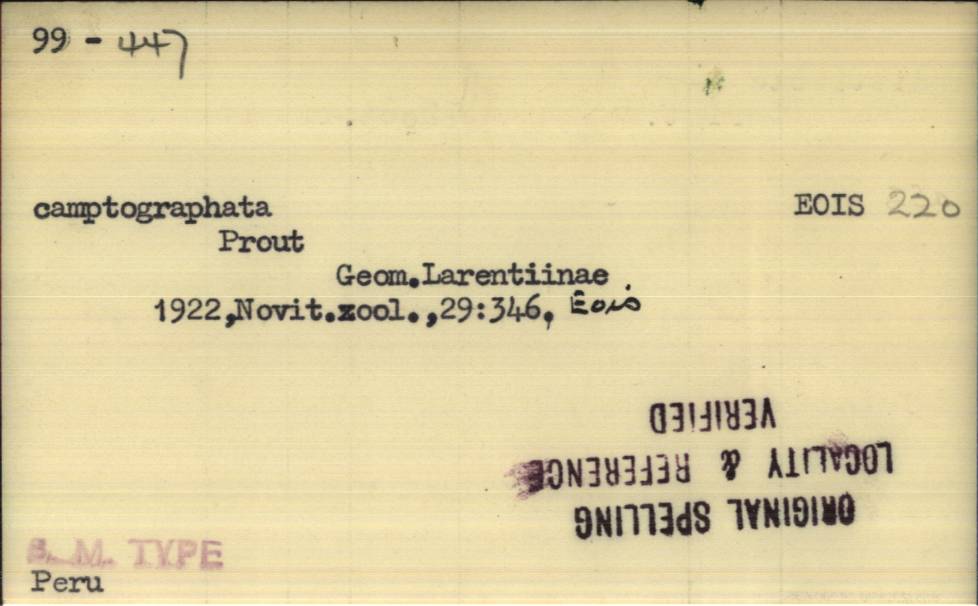 99 - 447
camptographata EOIS 220
Prout
Geom.Larentiinae
1922,Novit.zool.,29:346, Eois
ORIGINAL SPELLING
LOCALITY & REFERENCE
VERIFIED
B.M. TYPE
Peru